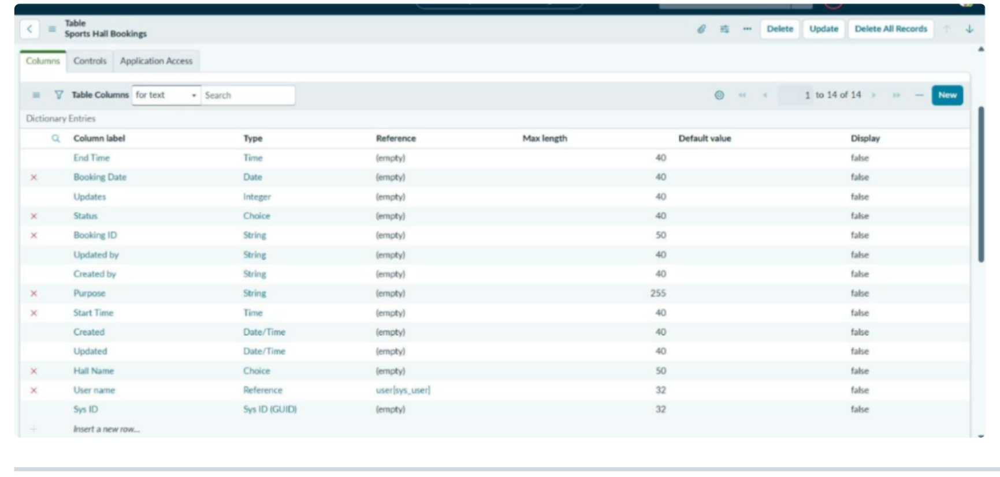 Table
Sports Hall Bookings
Delete Update Delete All Records
Columns Controls Application Access
Table Columns for text Search 1 to 14 of 14 New
Dictionary Entries
Column label Type Reference Max length Default value Display
End Time Time (empty) 40 false
Booking Date Date (empty) 40 false
Updates Integer (empty) 40 false
Status Choice (empty) 40 false
Booking ID String (empty) 50 false
Updated by String (empty) 40 false
Created by String (empty) 40 false
Purpose String (empty) 255 false
Start Time Time (empty) 40 false
Created Date/Time (empty) 40 false
Updated Date/Time (empty) 40 false
Hall Name Choice (empty) 50 false
User name Reference user[sys_user] 32 false
Sys ID Sys ID (GUID) (empty) 32 false
Insert a new row...